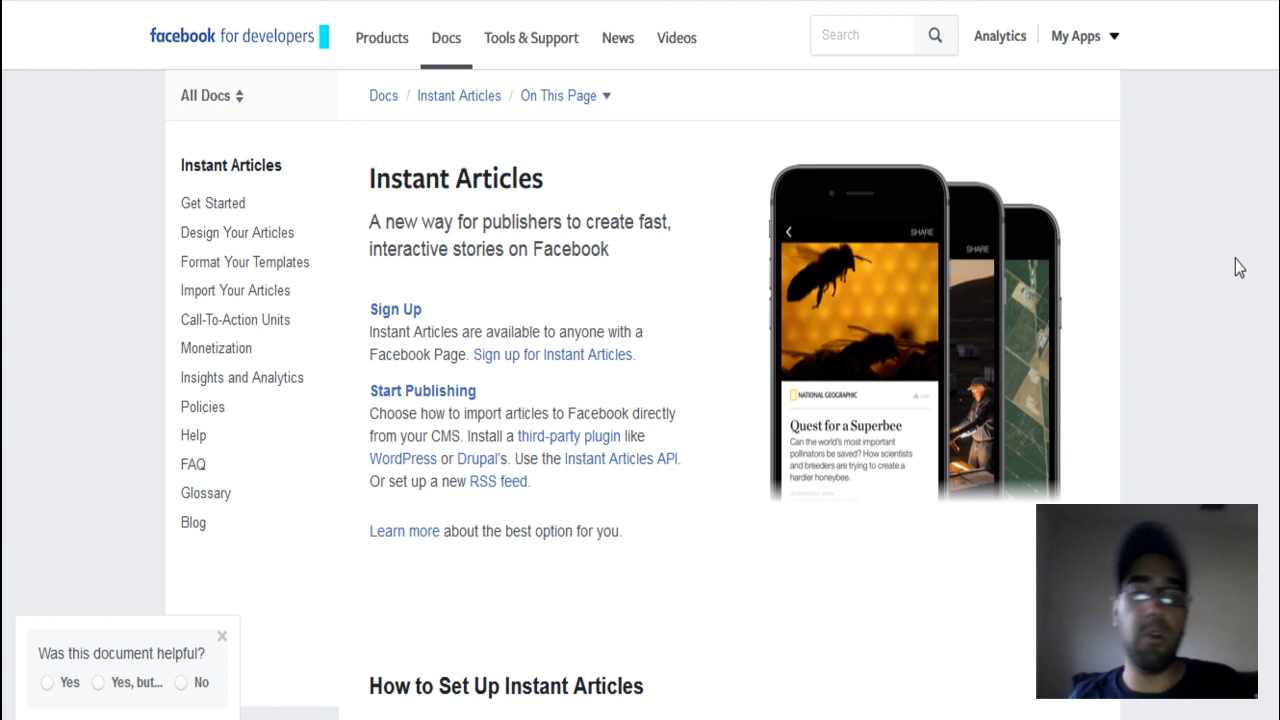 facebook for developers
Products
Docs
Tools & Support
News
Videos
Search
Analytics
My Apps
All Docs
Docs / Instant Articles / On This Page
Instant Articles
Get Started
Design Your Articles
Format Your Templates
Import Your Articles
Call-To-Action Units
Monetization
Insights and Analytics
Policies
Help
FAQ
Glossary
Blog
Instant Articles
A new way for publishers to create fast,
interactive stories on Facebook
Sign Up
Instant Articles are available to anyone with a
Facebook Page. Sign up for Instant Articles.
Start Publishing
Choose how to import articles to Facebook directly
from your CMS. Install a third-party plugin like
WordPress or Drupal's. Use the Instant Articles API.
Or set up a new RSS feed.
Learn more about the best option for you.
SHARE
SHARE
NATIONAL GEOGRAPHIC
Quest for a Superbee
Can the world's most important
pollinators be saved? How scientists
and breeders are trying to create a
hardier honeybee.
How to Set Up Instant Articles
Was this document helpful?
Yes
Yes, but...
No